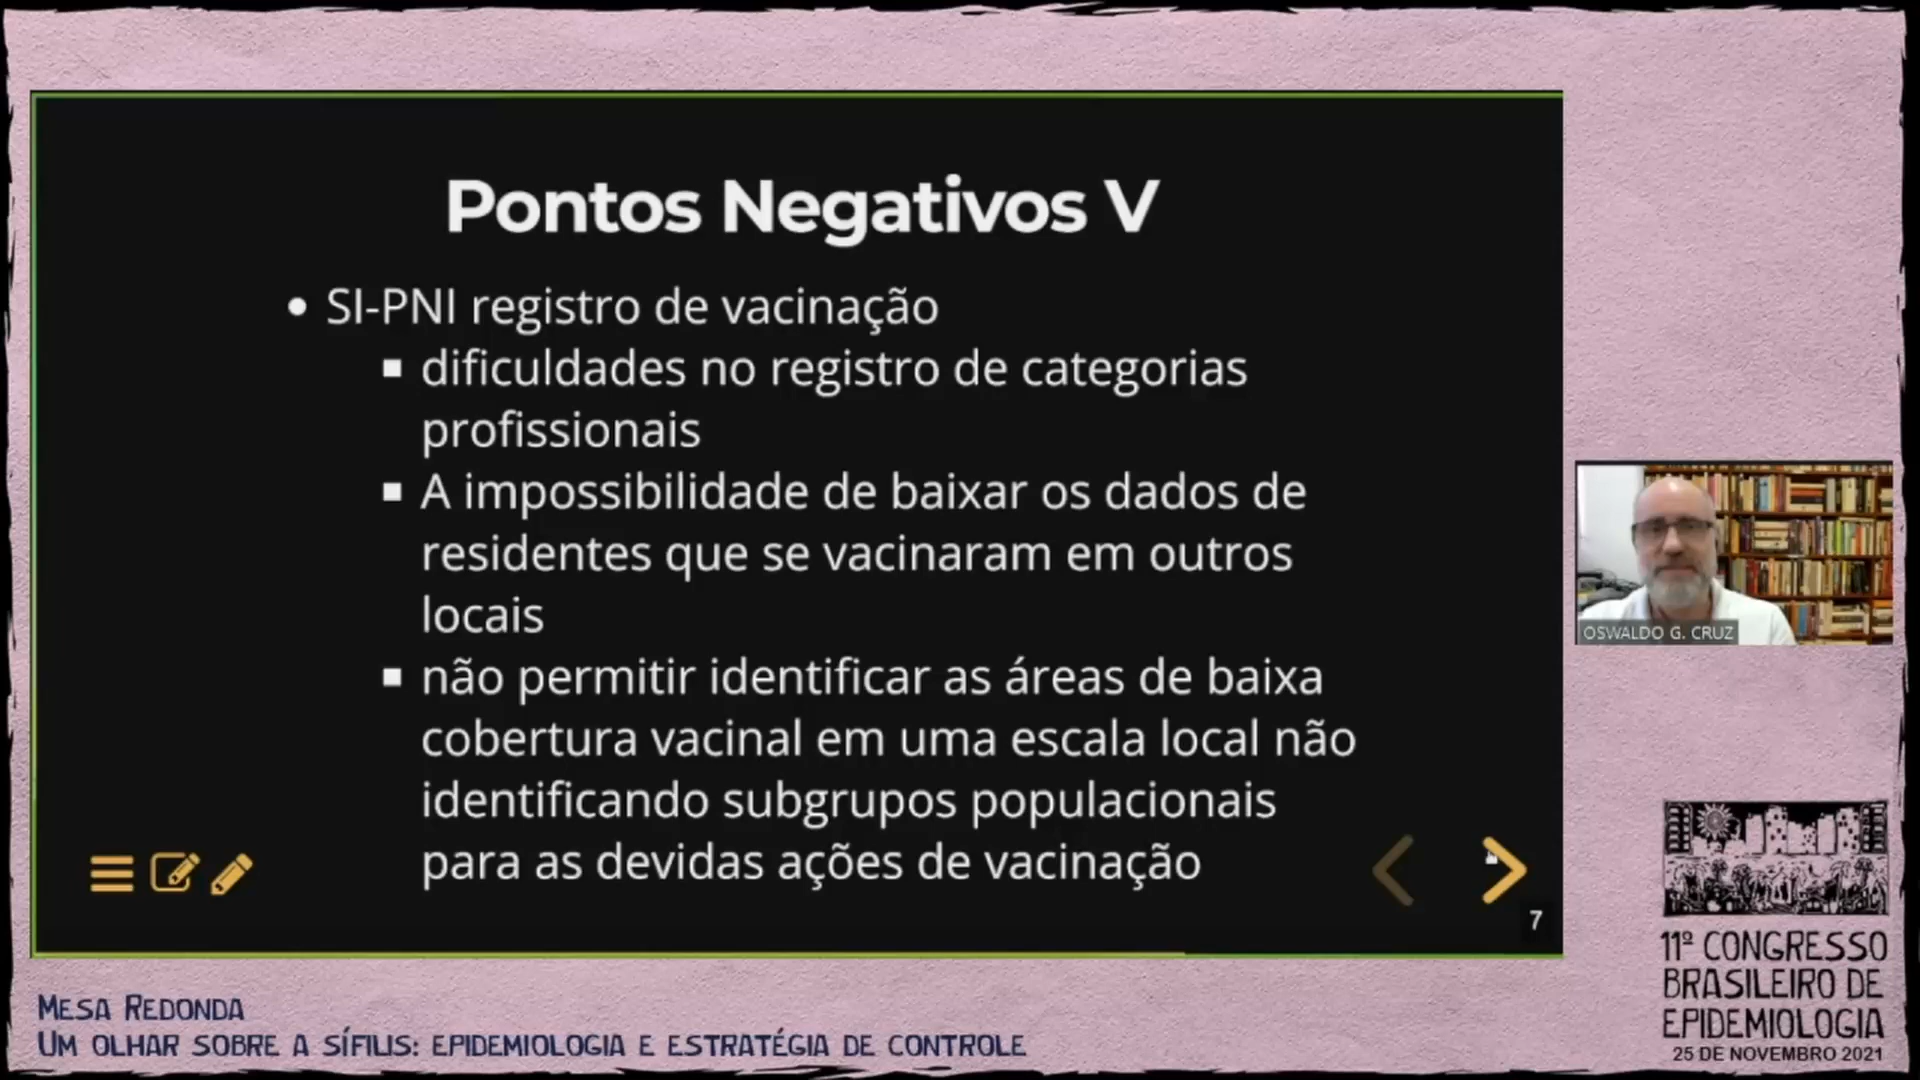 Pontos Negativos V
SI-PNI registro de vacinação
dificuldades no registro de categorias
profissionais
A impossibilidade de baixar os dados de
residentes que se vacinaram em outros
locais
não permitir identificar as áreas de baixa
cobertura vacinal em uma escala local não
identificando subgrupos populacionais
para as devidas ações de vacinação
7
OSWALDO G. CRUZ
MESA REDONDA
UM OLHAR SOBRE A SÍFILIS: EPIDEMIOLOGIA E ESTRATÉGIA DE CONTROLE
11º CONGRESSO
BRASILEIRO DE
EPIDEMIOLOGIA
25 DE NOVEMBRO 2021